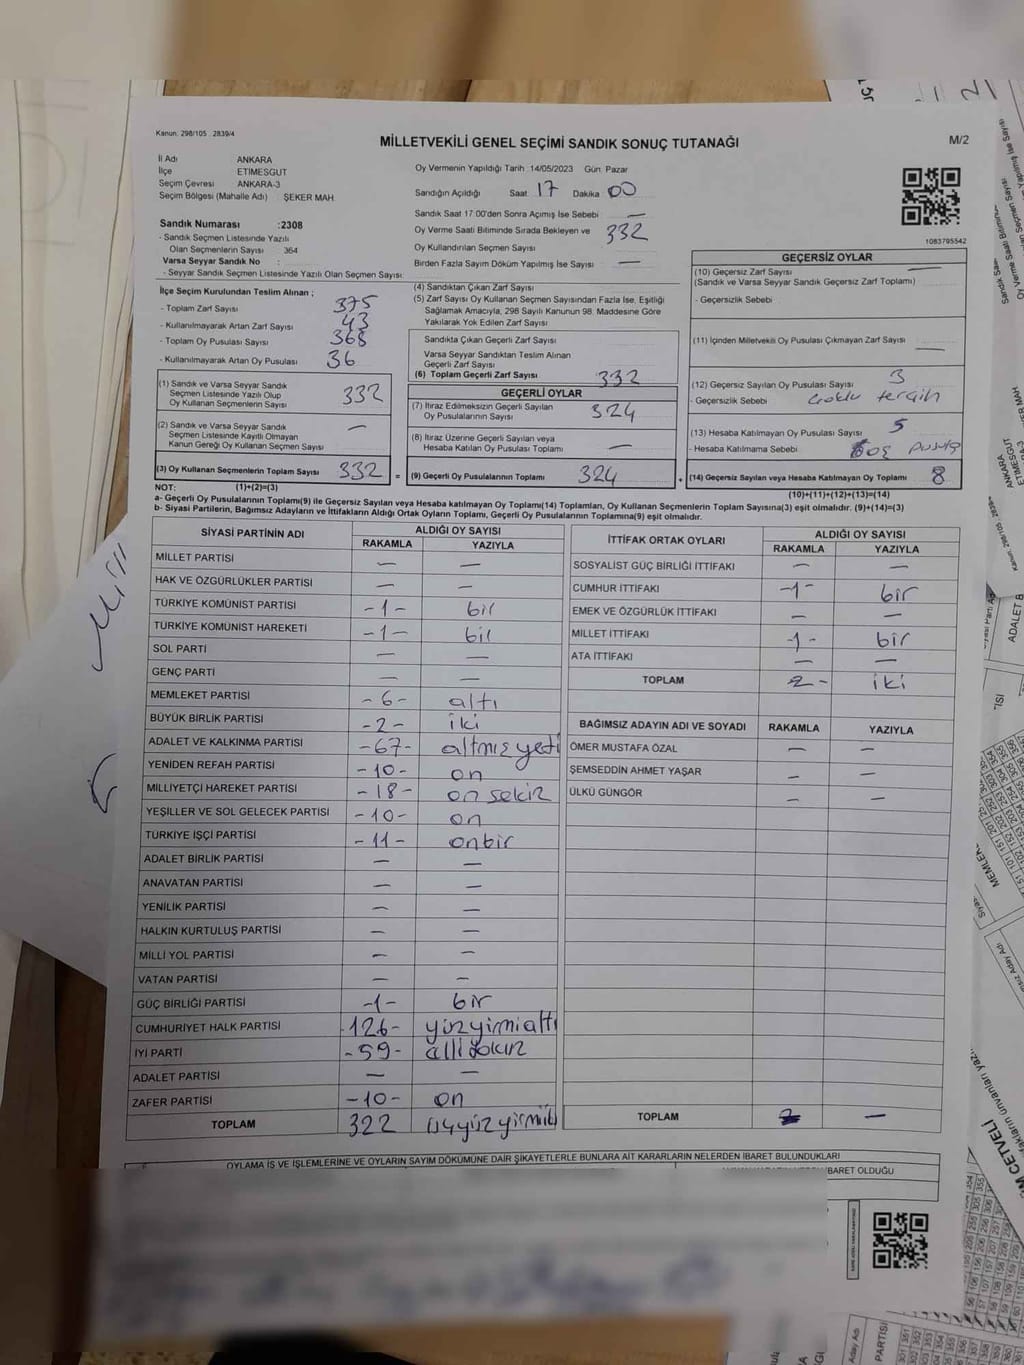 Kanun: 298/105 . 2839/4
MİLLETVEKİLİ GENEL SEÇİMİ SANDIK SONUÇ TUTANAĞI
M/2
İl Adı ANKARA
İlçe ETİMESGUT
Seçim Çevresi ANKARA-3
Seçim Bölgesi (Mahalle Adı) : ŞEKER MAH
Sandık Numarası :2308
- Sandık Seçmen Listesinde Yazılı
Olan Seçmenlerin Sayısı 364
Varsa Seyyar Sandık No :
- Seyyar Sandık Seçmen Listesinde Yazılı Olan Seçmen Sayısı:
Oy Vermenin Yapıldığı Tarih :14/05/2023 Gün: Pazar
Sandığın Açıldığı Saat: 17 Dakika: 00
Sandık Saat 17:00'den Sonra Açımış İse Sebebi —
Oy Verme Saati Bitiminde Sırada Bekleyen ve 332
Oy Kullandırılan Seçmen Sayısı
Birden Fazla Sayım Döküm Yapılmış İse Sayısı —
1083795542
İlçe Seçim Kurulundan Teslim Alınan ;
- Toplam Zarf Sayısı 375
- Kullanılmayarak Artan Zarf Sayısı 43
- Toplam Oy Pusulası Sayısı 368
- Kullanılmayarak Artan Oy Pusulası 36
(1) Sandık ve Varsa Seyyar Sandık
Seçmen Listesinde Yazılı Olup
Oy Kullanan Seçmenlerin Sayısı 332
(2) Sandık ve Varsa Seyyar Sandık
Seçmen Listesinde Kayıtlı Olmayan
Kanun Gereği Oy Kullanan Seçmen Sayısı —
(3) Oy Kullanan Seçmenlerin Toplam Sayısı 332 =
(4) Sandıktan Çıkan Zarf Sayısı
(5) Zarf Sayısı Oy Kullanan Seçmen Sayısından Fazla İse, Eşitliği
Sağlamak Amacıyla, 298 Sayılı Kanunun 98. Maddesine Göre
Yakılarak Yok Edilen Zarf Sayısı
Sandıkta Çıkan Geçerli Zarf Sayısı
Varsa Seyyar Sandıktan Teslim Alınan
Geçerli Zarf Sayısı
(6) Toplam Geçerli Zarf Sayısı 332
GEÇERLİ OYLAR
(7) İtiraz Edilmeksizin Geçerli Sayılan
Oy Pusulalarının Sayısı 324
(8) İtiraz Üzerine Geçerli Sayılan veya
Hesaba Katılan Oy Pusulası Toplamı —
(9) Geçerli Oy Pusulalarının Toplamı 324 +
GEÇERSİZ OYLAR
(10) Geçersiz Zarf Sayısı —
(Sandık ve Varsa Seyyar Sandık Geçersiz Zarf Toplamı)
- Geçersizlik Sebebi
(11) İçinden Milletvekili Oy Pusulası Çıkmayan Zarf Sayısı —
(12) Geçersiz Sayılan Oy Pusulası Sayısı 3
- Geçersizlik Sebebi Çoklu tercih
(13) Hesaba Katılmayan Oy Pusulası Sayısı 5
- Hesaba Katılmama Sebebi boş pusula
(14) Geçersiz Sayılan veya Hesaba Katılmayan Oy Toplamı 8
NOT: (1)+(2)=(3)
(10)+(11)+(12)+(13)=(14)
a- Geçerli Oy Pusulalarının Toplamı(9) ile Geçersiz Sayılan veya Hesaba katılmayan Oy Toplamı(14) Toplamları, Oy Kullanan Seçmenlerin Toplam Sayısına(3) eşit olmalıdır. (9)+(14)=(3)
b- Siyasi Partilerin, Bağımsız Adayların ve İttifakların Aldığı Ortak Oyların Toplamı, Geçerli Oy Pusulalarının Toplamına(9) eşit olmalıdır.
SİYASİ PARTİNİN ADI ALDIĞI OY SAYISI
RAKAMLA YAZIYLA
MİLLET PARTİSİ — —
HAK VE ÖZGÜRLÜKLER PARTİSİ — —
TÜRKİYE KOMÜNİST PARTİSİ -1- bir
TÜRKİYE KOMÜNİST HAREKETİ -1- bir
SOL PARTİ — —
GENÇ PARTİ — —
MEMLEKET PARTİSİ -6- altı
BÜYÜK BİRLİK PARTİSİ -2- iki
ADALET VE KALKINMA PARTİSİ -67- altmış yedi
YENİDEN REFAH PARTİSİ -10- on
MİLLİYETÇİ HAREKET PARTİSİ -18- on sekiz
YEŞİLLER VE SOL GELECEK PARTİSİ -10- on
TÜRKİYE İŞÇİ PARTİSİ -11- onbir
ADALET BİRLİK PARTİSİ — —
ANAVATAN PARTİSİ — —
YENİLİK PARTİSİ — —
HALKIN KURTULUŞ PARTİSİ — —
MİLLİ YOL PARTİSİ — —
VATAN PARTİSİ — —
GÜÇ BİRLİĞİ PARTİSİ -1- bir
CUMHURİYET HALK PARTİSİ -126- yüzyirmialtı
İYİ PARTİ -59- elli dokuz
ADALET PARTİSİ — —
ZAFER PARTİSİ -10- on
TOPLAM 322 üçyüzyirmiiki
İTTİFAK ORTAK OYLARI ALDIĞI OY SAYISI
RAKAMLA YAZIYLA
SOSYALİST GÜÇ BİRLİĞİ İTTİFAKI — —
CUMHUR İTTİFAKI -1- bir
EMEK VE ÖZGÜRLÜK İTTİFAKI — —
MİLLET İTTİFAKI -1- bir
ATA İTTİFAKI — —
TOPLAM 2- iki
BAĞIMSIZ ADAYIN ADI VE SOYADI RAKAMLA YAZIYLA
ÖMER MUSTAFA ÖZAL — —
ŞEMSEDDİN AHMET YAŞAR — —
ÜLKÜ GÜNGÖR — —
TOPLAM —
OYLAMA İŞ VE İŞLEMLERİNE VE OYLARIN SAYIM DÖKÜMÜNE DAİR ŞİKAYETLERLE BUNLARA AİT KARARLARIN NELERDEN İBARET BULUNDUKLARI
İBARET OLDUĞU